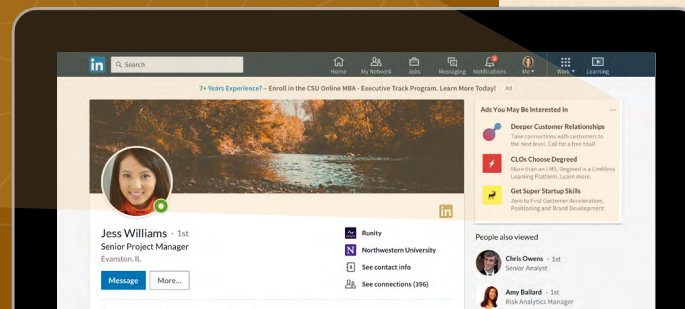 in
Search
Home
My Network
Jobs
Messaging
2
Notifications
Me
Work
Learning
7+ Years Experience? – Enroll in the CSU Online MBA - Executive Track Program. Learn More Today! Ad
in
Jess Williams · 1st
Senior Project Manager
Evanston, IL
Message
More...
Runity
N Northwestern University
See contact info
See connections (396)
Ads You May Be Interested In ...
Deeper Customer Relationships
Take connections with customers to
the next level. Call for a free trial!
CLOs Choose Degreed
More than an LMS, Degreed is a Limitless
Learning Platform. Learn more.
Get Super Startup Skills
Zero to First Customer Acceleration,
Positioning and Brand Development
People also viewed
Chris Owens · 1st
Senior Analyst
Amy Ballard · 1st
Risk Analytics Manager